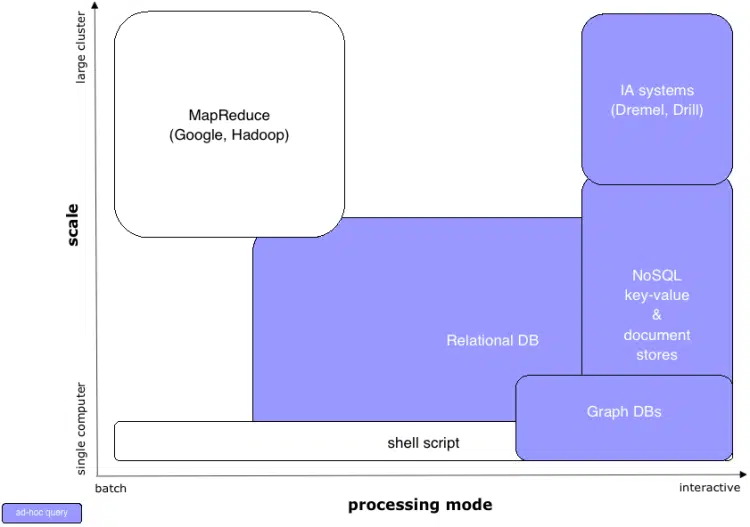 large cluster
MapReduce
(Google, Hadoop)
IA systems
(Dremel, Drill)
scale
NoSQL
key-value
&
document
stores
Relational DB
Graph DBs
single computer
shell script
batch
interactive
processing mode
ad-hoc query